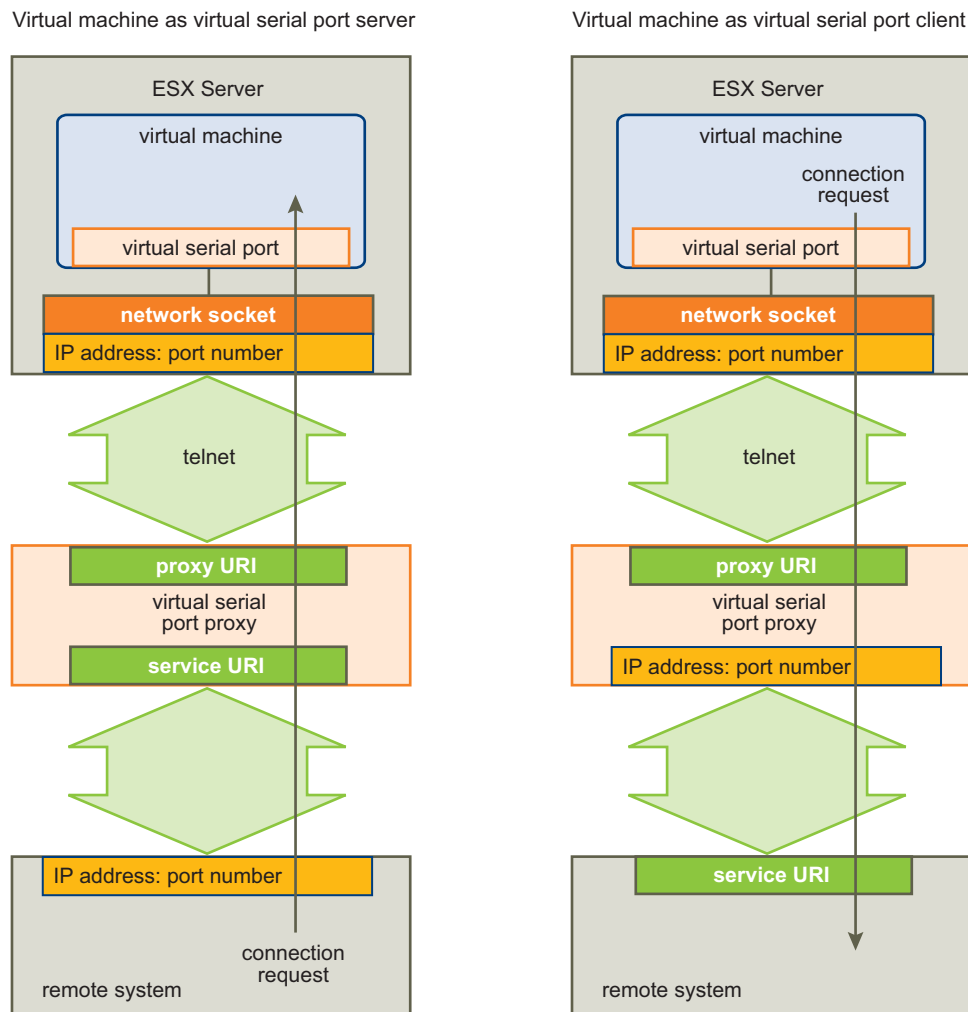 Virtual machine as virtual serial port server
ESX Server
virtual machine
virtual serial port
network socket
IP address: port number
telnet
proxy URI
virtual serial
port proxy
service URI
IP address: port number
connection
request
remote system
Virtual machine as virtual serial port client
ESX Server
virtual machine
connection
request
virtual serial port
network socket
IP address: port number
telnet
proxy URI
virtual serial
port proxy
IP address: port number
service URI
remote system